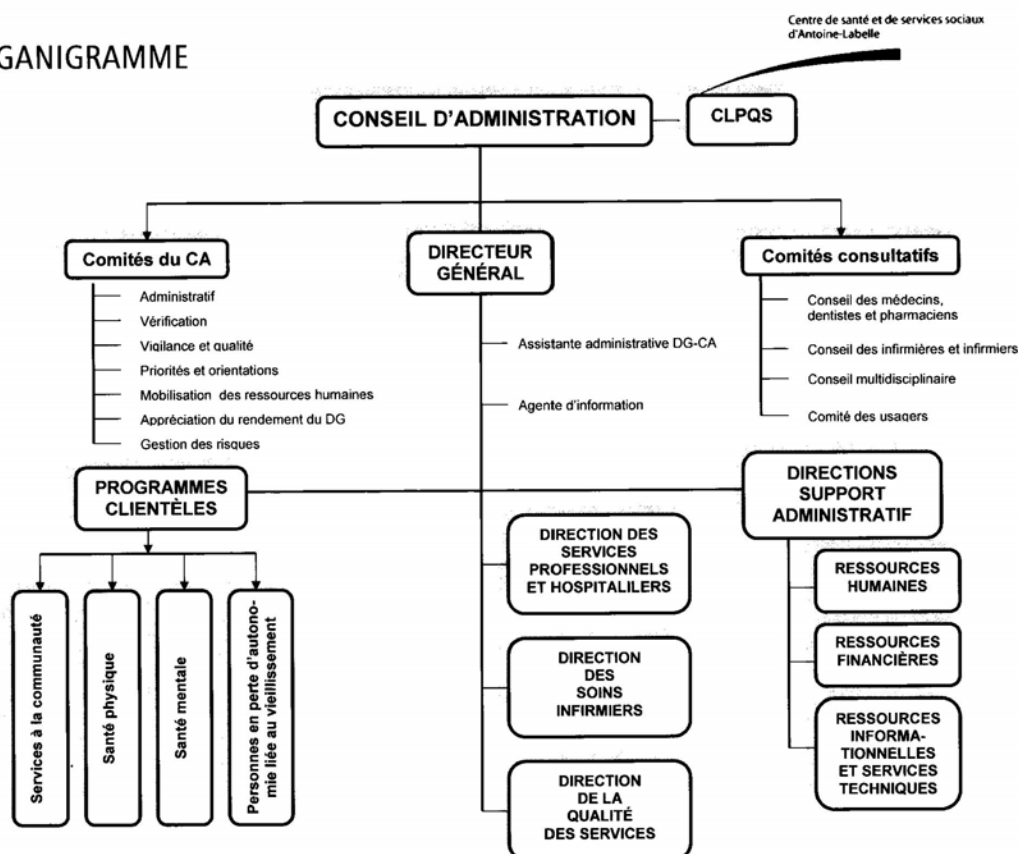 Centre de santé et de services sociaux
d'Antoine-Labelle
GANIGRAMME
CONSEIL D'ADMINISTRATION
CLPQS
Comités du CA
Administratif
Vérification
Vigilance et qualité
Priorités et orientations
Mobilisation des ressources humaines
Appréciation du rendement du DG
Gestion des risques
DIRECTEUR
GÉNÉRAL
Assistante administrative DG-CA
Agente d'information
Comités consultatifs
Conseil des médecins,
dentistes et pharmaciens
Conseil des infirmières et infirmiers
Conseil multidisciplinaire
Comité des usagers
PROGRAMMES
CLIENTÈLES
Services à la communauté
Santé physique
Santé mentale
Personnes en perte d'autono-
mie liée au vieillissement
DIRECTION DES
SERVICES
PROFESSIONNELS
ET HOSPITALILERS
DIRECTION
DES
SOINS
INFIRMIERS
DIRECTION
DE LA
QUALITÉ
DES SERVICES
DIRECTIONS
SUPPORT
ADMINISTRATIF
RESSOURCES
HUMAINES
RESSOURCES
FINANCIÈRES
RESSOURCES
INFORMA-
TIONNELLES
ET SERVICES
TECHNIQUES